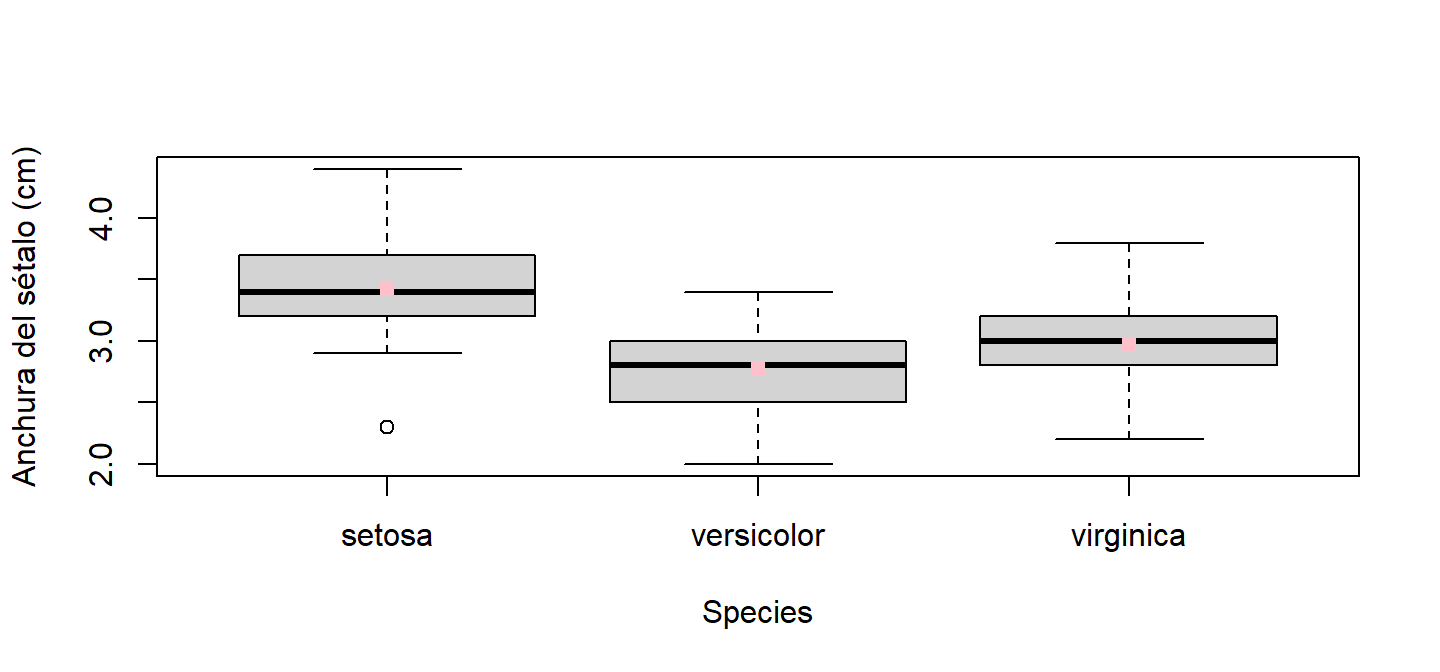 Anchura del sétalo (cm)
4.0
3.0
2.0
setosa versicolor virginica
Species